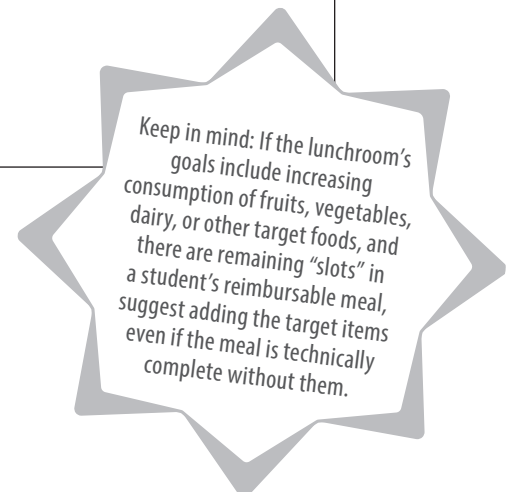 Keep in mind: If the lunchroom’s
goals include increasing
consumption of fruits, vegetables,
dairy, or other target foods, and
there are remaining “slots” in
a student’s reimbursable meal,
suggest adding the target items
even if the meal is technically
complete without them.